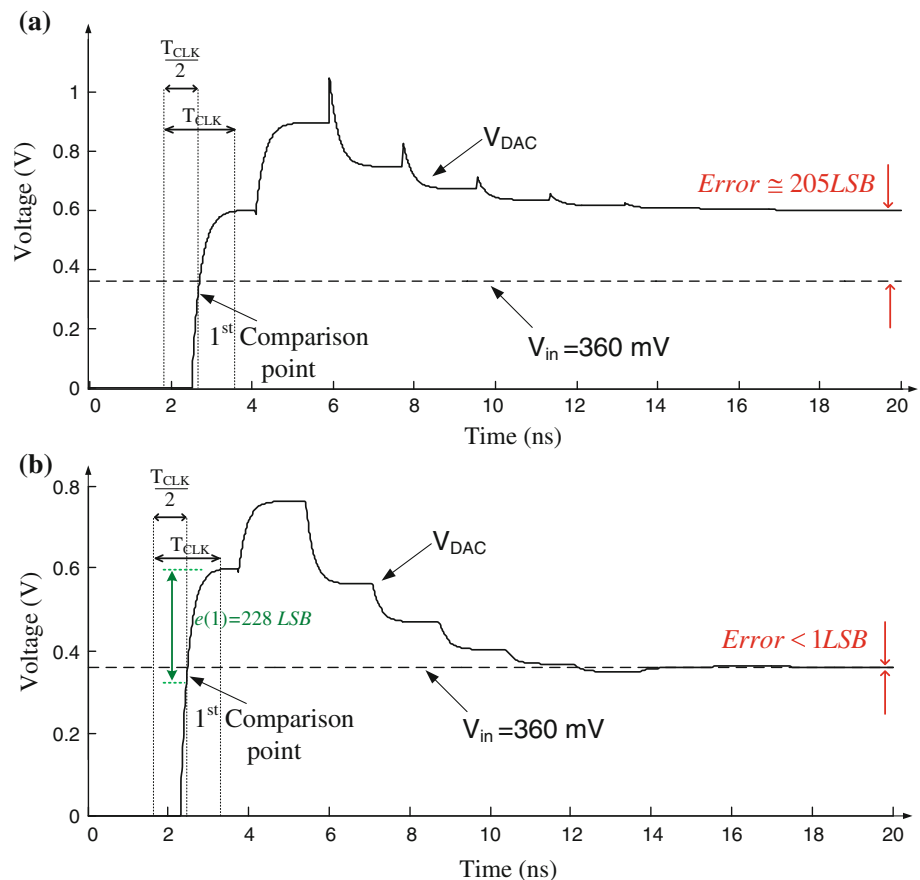 (a)
T_CLK
2
T_CLK
Voltage (V)
1
0.8
0.6
0.4
0.2
0
V_DAC
Error ≅ 205LSB
1st Comparison
point
V_in =360 mV
0 2 4 6 8 10 12 14 16 18 20
Time (ns)
(b)
T_CLK
2
T_CLK
Voltage (V)
0.8
0.6
0.4
0.2
0
V_DAC
e(1)=228 LSB
Error < 1LSB
1st Comparison
point
V_in =360 mV
0 2 4 6 8 10 12 14 16 18 20
Time (ns)